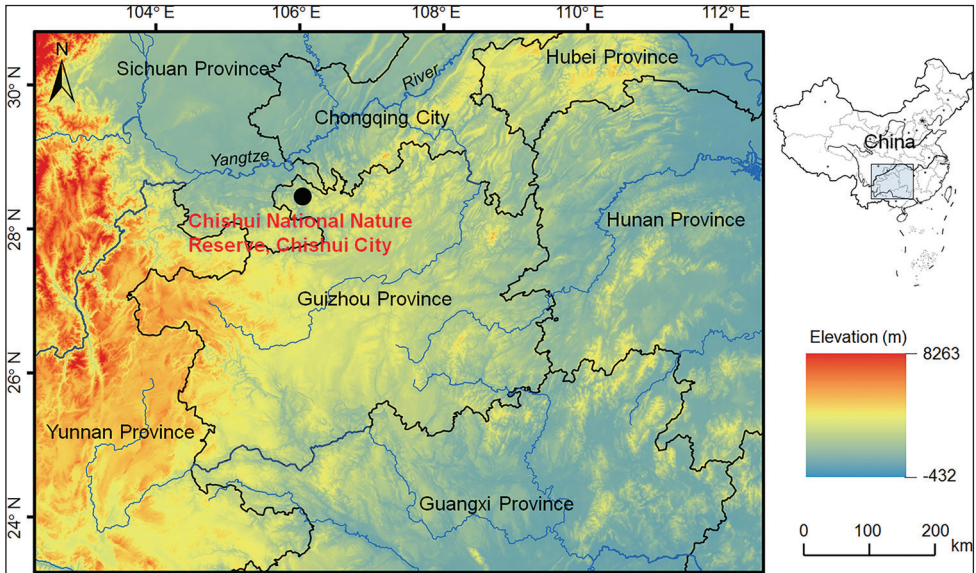 104° E
106° E
108° E
110° E
112° E
N
30° N
28° N
26° N
24° N
Sichuan Province
Hubei Province
River
Chongqing City
Yangtze
Chishui National Nature
Reserve, Chishui City
Hunan Province
Guizhou Province
Yunnan Province
Guangxi Province
China
Elevation (m)
8263
-432
0 100 200
km